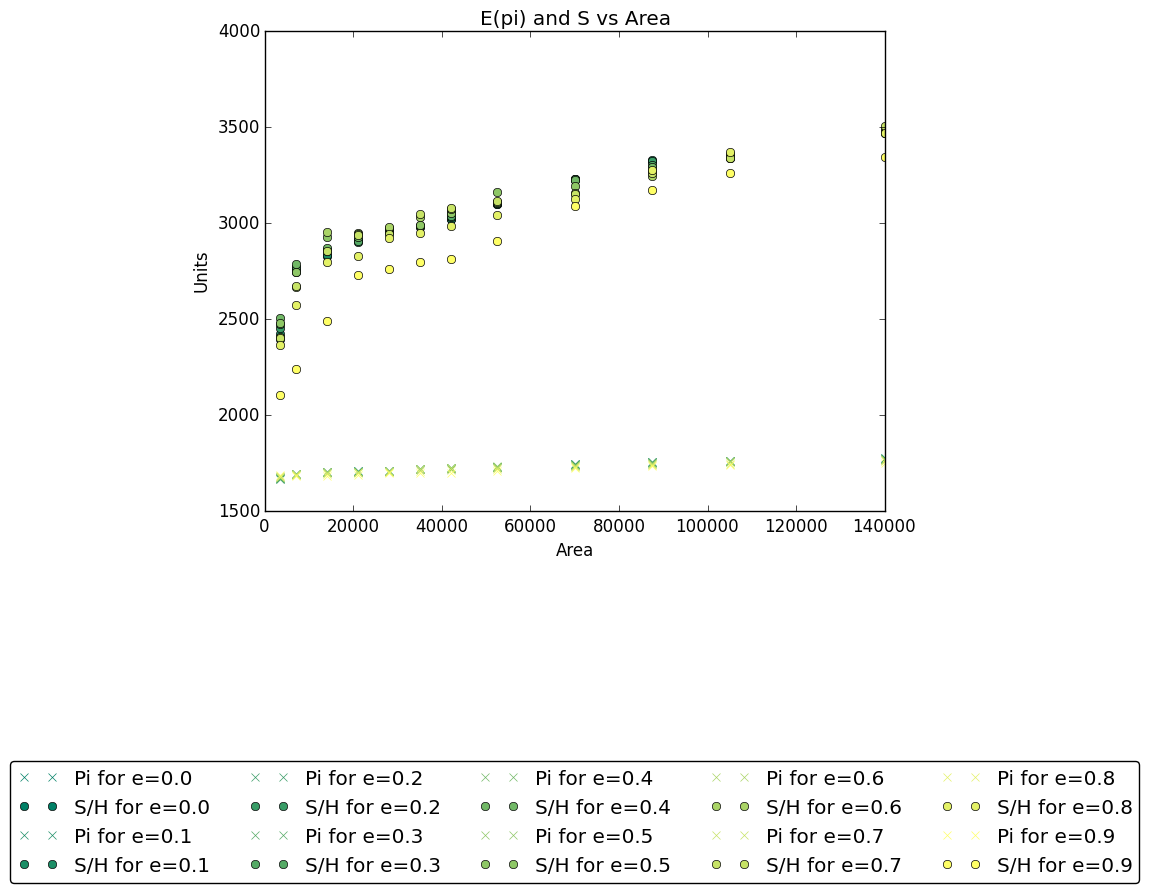 E(pi) and S vs Area
4000
3500
3000
2500
2000
1500
Units
0 20000 40000 60000 80000 100000 120000 140000
Area
Pi for e=0.0 Pi for e=0.2 Pi for e=0.4 Pi for e=0.6 Pi for e=0.8
S/H for e=0.0 S/H for e=0.2 S/H for e=0.4 S/H for e=0.6 S/H for e=0.8
Pi for e=0.1 Pi for e=0.3 Pi for e=0.5 Pi for e=0.7 Pi for e=0.9
S/H for e=0.1 S/H for e=0.3 S/H for e=0.5 S/H for e=0.7 S/H for e=0.9